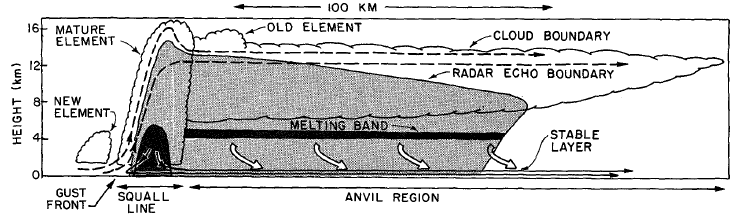 100 KM
16
MATURE
ELEMENT
OLD ELEMENT
CLOUD BOUNDARY
12
RADAR ECHO BOUNDARY
HEIGHT (km)
8
NEW
ELEMENT
MELTING BAND
4
STABLE
LAYER
0
GUST
FRONT
SQUALL
LINE
ANVIL REGION